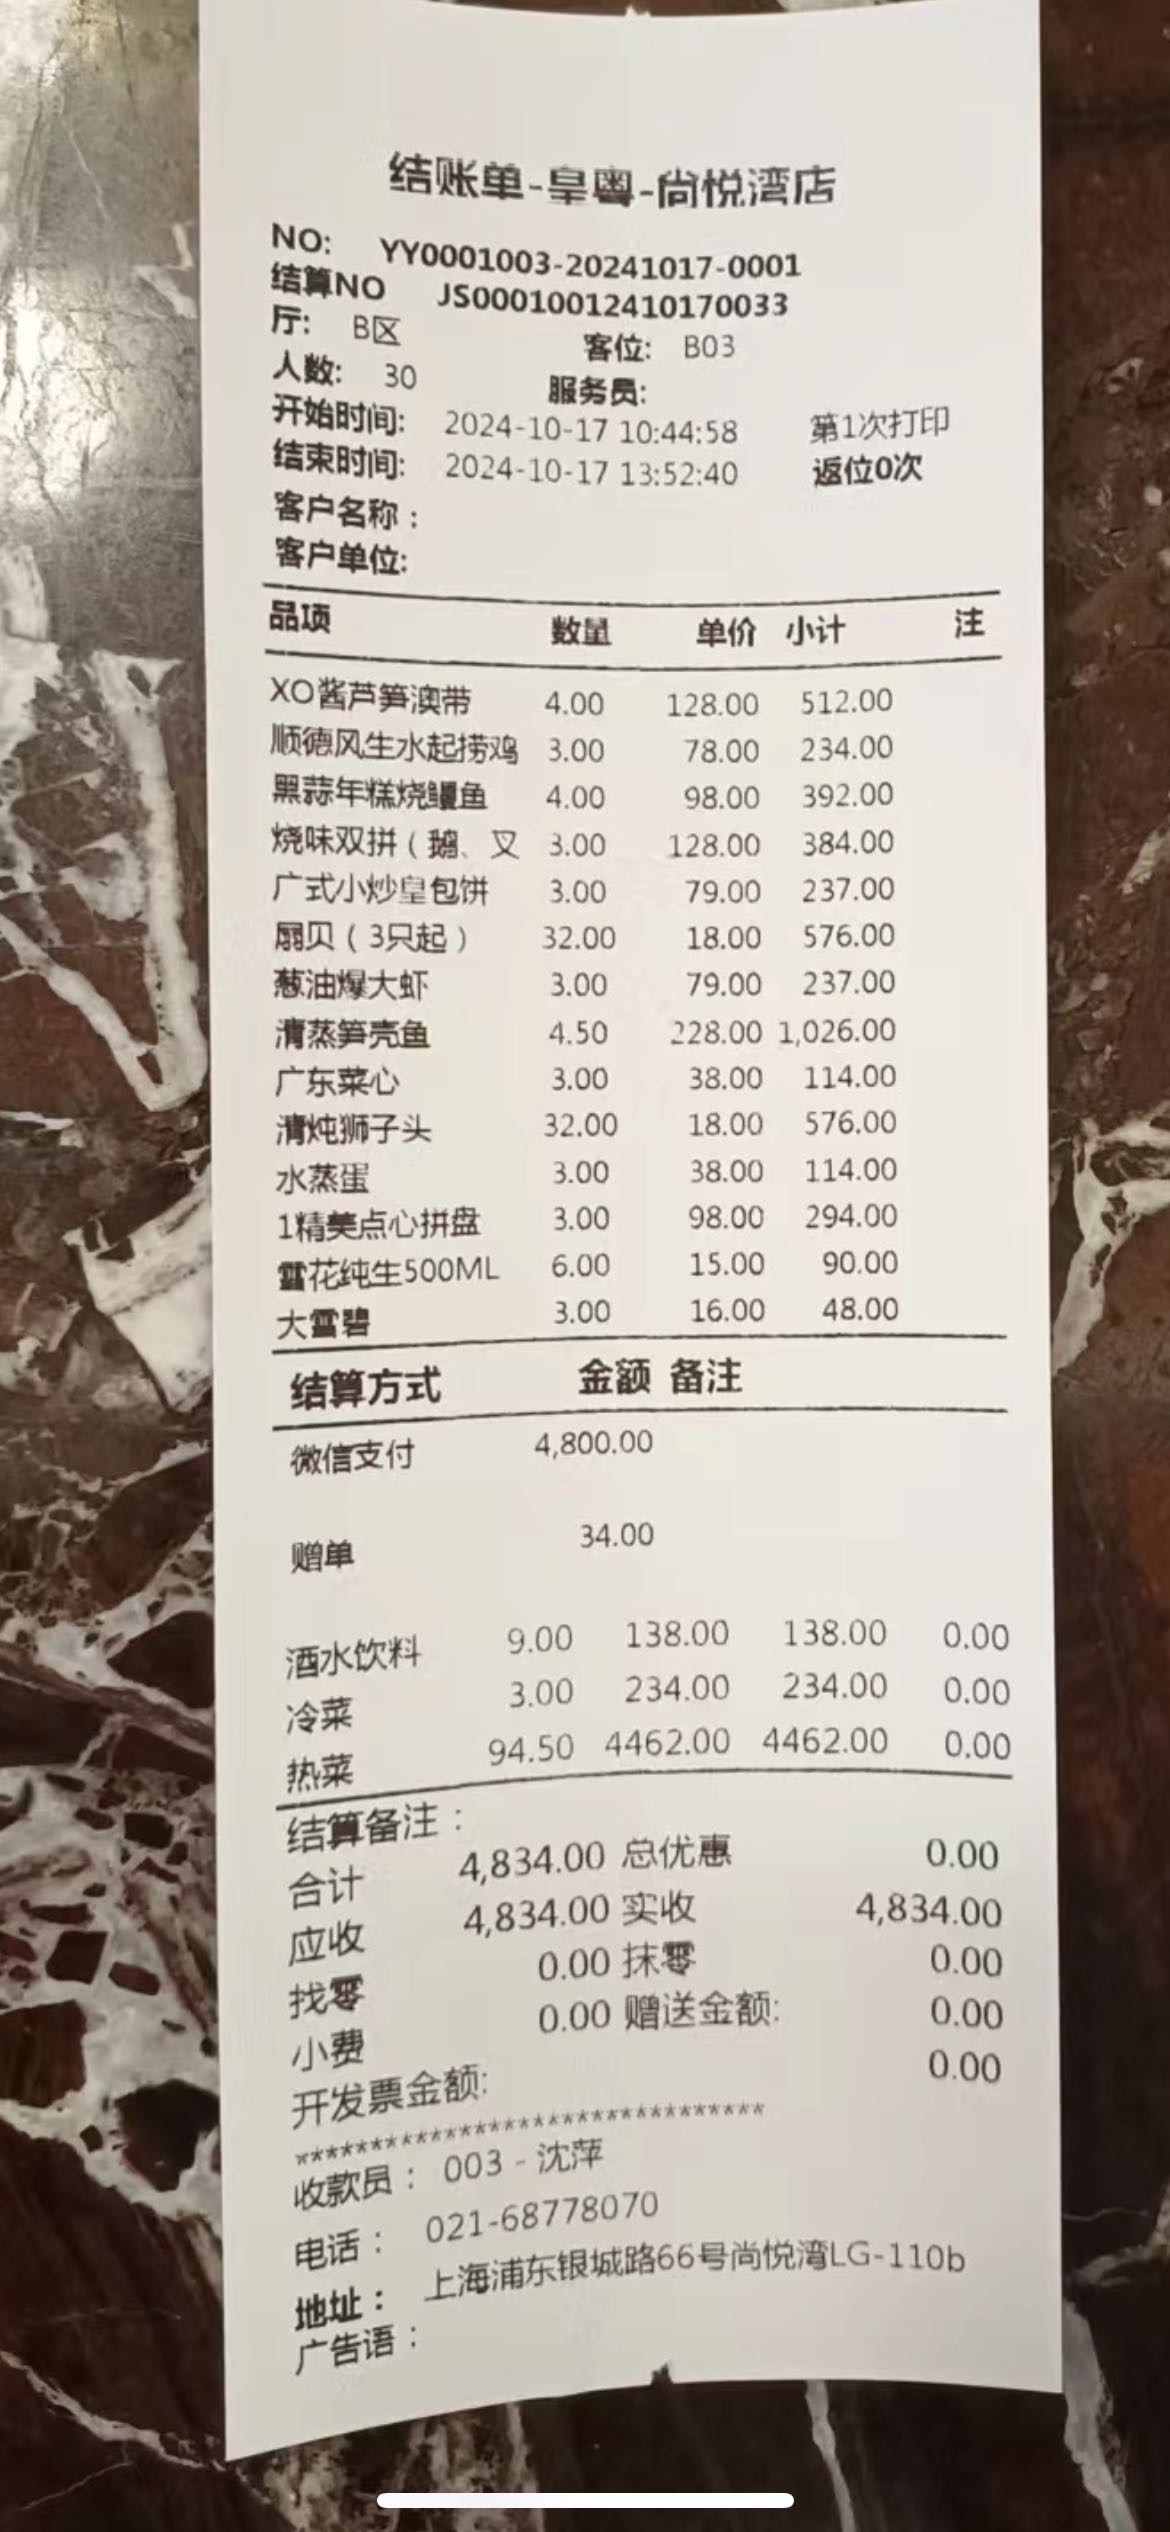 结账单-皇粤-尚悦湾店
NO: YY0001003-20241017-0001
结算NO JS00010012410170033
厅: B区 客位: B03
人数: 30 服务员:
开始时间: 2024-10-17 10:44:58 第1次打印
结束时间: 2024-10-17 13:52:40 返位0次
客户名称：
客户单位:
品项 数量 单价 小计 注
XO酱芦笋澳带 4.00 128.00 512.00
顺德风生水起捞鸡 3.00 78.00 234.00
黑蒜年糕烧鳗鱼 4.00 98.00 392.00
烧味双拼（鹅、叉 3.00 128.00 384.00
广式小炒皇包饼 3.00 79.00 237.00
扇贝（3只起） 32.00 18.00 576.00
葱油爆大虾 3.00 79.00 237.00
清蒸笋壳鱼 4.50 228.00 1,026.00
广东菜心 3.00 38.00 114.00
清炖狮子头 32.00 18.00 576.00
水蒸蛋 3.00 38.00 114.00
1精美点心拼盘 3.00 98.00 294.00
雪花纯生500ML 6.00 15.00 90.00
大雪碧 3.00 16.00 48.00
结算方式 金额 备注
微信支付 4,800.00
赠单 34.00
酒水饮料 9.00 138.00 138.00 0.00
冷菜 3.00 234.00 234.00 0.00
热菜 94.50 4462.00 4462.00 0.00
结算备注：
合计 4,834.00 总优惠 0.00
应收 4,834.00 实收 4,834.00
找零 0.00 抹零 0.00
小费 0.00 赠送金额: 0.00
开发票金额: 0.00
********************************
收款员： 003 - 沈萍
电话： 021-68778070
地址： 上海浦东银城路66号尚悦湾LG-110b
广告语：